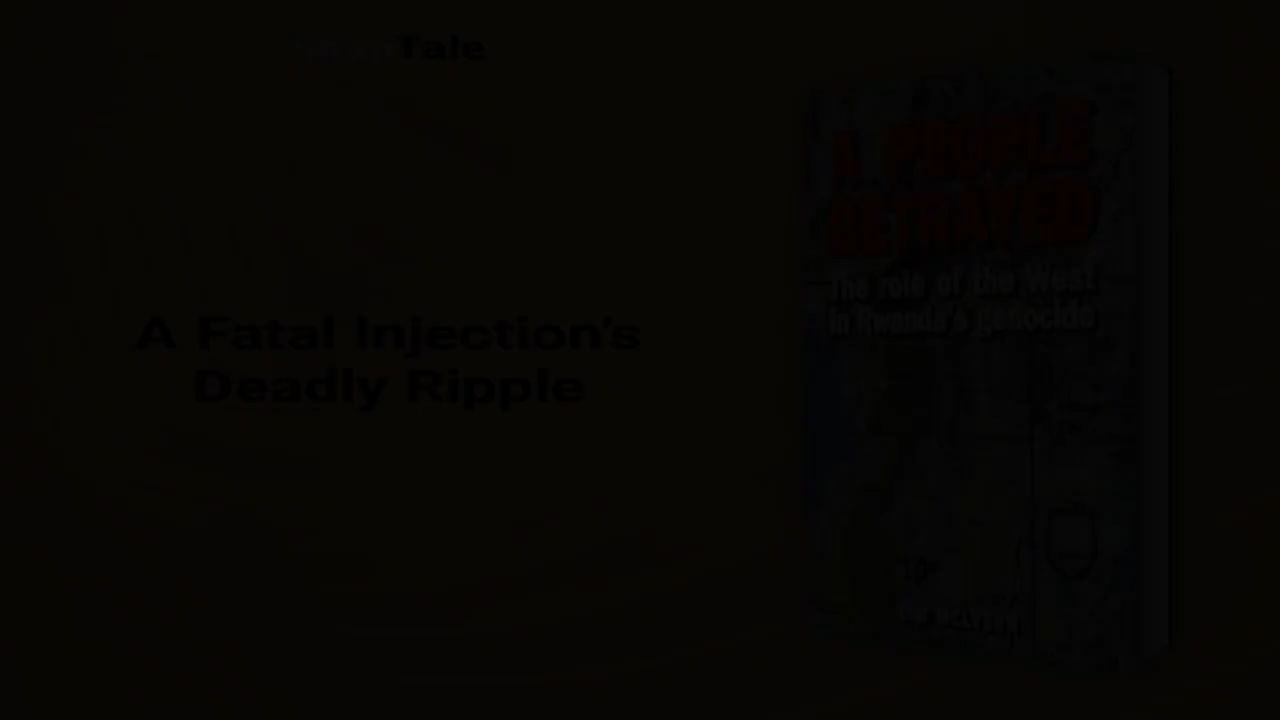 Tale
A Fatal Injection's
Deadly Ripple
A PEOPLE
BETRAYED
The role of the West
in Rwanda's genocide